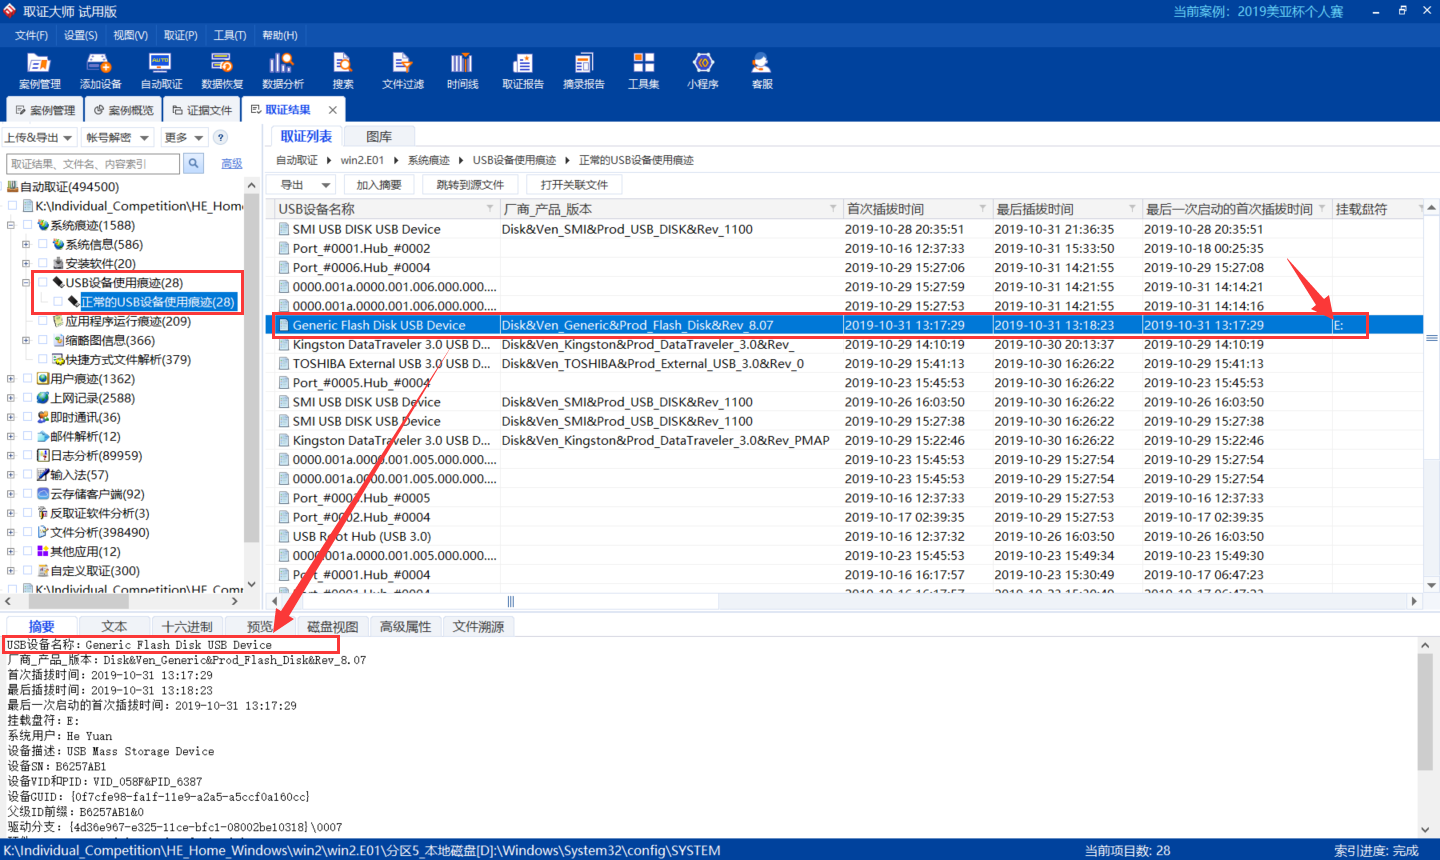 取证大师 试用版
当前案例：2019美亚杯个人赛
文件(F) 设置(S) 视图(V) 取证(P) 工具(T) 帮助(H)
案例管理 添加设备 自动取证 数据恢复 数据分析 搜索 文件过滤 时间线 取证报告 摘录报告 工具集 小程序 客服
案例管理 案例概览 证据文件 取证结果
上传&导出 帐号解密 更多 ?
取证结果、文件名、内容索引 高级
自动取证(494500)
K:\Individual_Competition\HE_Hom
系统痕迹(1588)
系统信息(586)
安装软件(20)
USB设备使用痕迹(28)
正常的USB设备使用痕迹(28)
应用程序运行痕迹(209)
缩略图信息(366)
快捷方式文件解析(379)
用户痕迹(1362)
上网记录(2588)
即时通讯(36)
邮件解析(12)
日志分析(89959)
输入法(57)
云存储客户端(92)
反取证软件分析(3)
文件分析(398490)
其他应用(12)
自定义取证(300)
K:\Individual_Competition\HE_Com
取证列表 图库
自动取证 win2.E01 系统痕迹 USB设备使用痕迹 正常的USB设备使用痕迹
导出 加入摘要 跳转到源文件 打开关联文件
USB设备名称 厂商_产品_版本 首次插拔时间 最后插拔时间 最后一次启动的首次插拔时间 挂载盘符
SMI USB DISK USB Device Disk&Ven_SMI&Prod_USB_DISK&Rev_1100 2019-10-28 20:35:51 2019-10-31 21:36:35 2019-10-28 20:35:51
Port_#0001.Hub_#0002 2019-10-16 12:37:33 2019-10-31 15:33:50 2019-10-18 00:25:35
Port_#0006.Hub_#0004 2019-10-29 15:27:06 2019-10-31 14:21:55 2019-10-29 15:27:08
0000.001a.0000.001.006.000.000.... 2019-10-29 15:27:59 2019-10-31 14:21:55 2019-10-31 14:14:21
0000.001a.0000.001.006.000.000.... 2019-10-29 15:27:53 2019-10-31 14:21:55 2019-10-31 14:14:16
Generic Flash Disk USB Device Disk&Ven_Generic&Prod_Flash_Disk&Rev_8.07 2019-10-31 13:17:29 2019-10-31 13:18:23 2019-10-31 13:17:29 E:
Kingston DataTraveler 3.0 USB D... Disk&Ven_Kingston&Prod_DataTraveler_3.0&Rev_ 2019-10-29 14:10:19 2019-10-30 20:13:37 2019-10-29 14:10:19
TOSHIBA External USB 3.0 USB D... Disk&Ven_TOSHIBA&Prod_External_USB_3.0&Rev_0 2019-10-29 15:41:13 2019-10-30 16:26:22 2019-10-29 15:41:13
Port_#0005.Hub_#0004 2019-10-23 15:45:53 2019-10-30 16:26:22 2019-10-23 15:45:53
SMI USB DISK USB Device Disk&Ven_SMI&Prod_USB_DISK&Rev_1100 2019-10-26 16:03:50 2019-10-30 16:26:22 2019-10-26 16:03:50
SMI USB DISK USB Device Disk&Ven_SMI&Prod_USB_DISK&Rev_1100 2019-10-29 15:27:38 2019-10-30 16:26:22 2019-10-29 15:27:38
Kingston DataTraveler 3.0 USB D... Disk&Ven_Kingston&Prod_DataTraveler_3.0&Rev_PMAP 2019-10-29 15:22:46 2019-10-30 16:26:22 2019-10-29 15:22:46
0000.001a.0000.001.005.000.000.... 2019-10-23 15:45:53 2019-10-29 15:27:54 2019-10-29 15:27:54
0000.001a.0000.001.005.000.000.... 2019-10-23 15:45:53 2019-10-29 15:27:54 2019-10-29 15:27:54
Port_#0003.Hub_#0005 2019-10-16 12:37:33 2019-10-29 15:27:53 2019-10-16 12:37:33
Port_#0002.Hub_#0004 2019-10-17 02:39:35 2019-10-29 15:27:53 2019-10-17 02:39:35
USB Root Hub (USB 3.0) 2019-10-16 12:37:32 2019-10-26 16:03:50 2019-10-26 16:03:50
0000.001a.0000.001.005.000.000.... 2019-10-23 15:45:53 2019-10-23 15:49:34 2019-10-23 15:49:30
Port_#0001.Hub_#0004 2019-10-16 16:17:57 2019-10-23 15:30:49 2019-10-17 06:47:23
摘要 文本 十六进制 预览 磁盘视图 高级属性 文件溯源
USB设备名称：Generic Flash Disk USB Device
厂商_产品_版本：Disk&Ven_Generic&Prod_Flash_Disk&Rev_8.07
首次插拔时间：2019-10-31 13:17:29
最后插拔时间：2019-10-31 13:18:23
最后一次启动的首次插拔时间：2019-10-31 13:17:29
挂载盘符：E:
系统用户：He Yuan
设备描述：USB Mass Storage Device
设备SN：B6257AB1
设备VID和PID：VID_058F&PID_6387
设备GUID：{0f7cfe98-fa1f-11e9-a2a5-a5ccf0a160cc}
父级ID前缀：B6257AB1&0
驱动分支：{4d36e967-e325-11ce-bfc1-08002be10318}\0007
K:\Individual_Competition\HE_Home_Windows\win2\win2.E01\分区5_本地磁盘[D]:\Windows\System32\config\SYSTEM
当前项目数: 28
索引进度: 完成